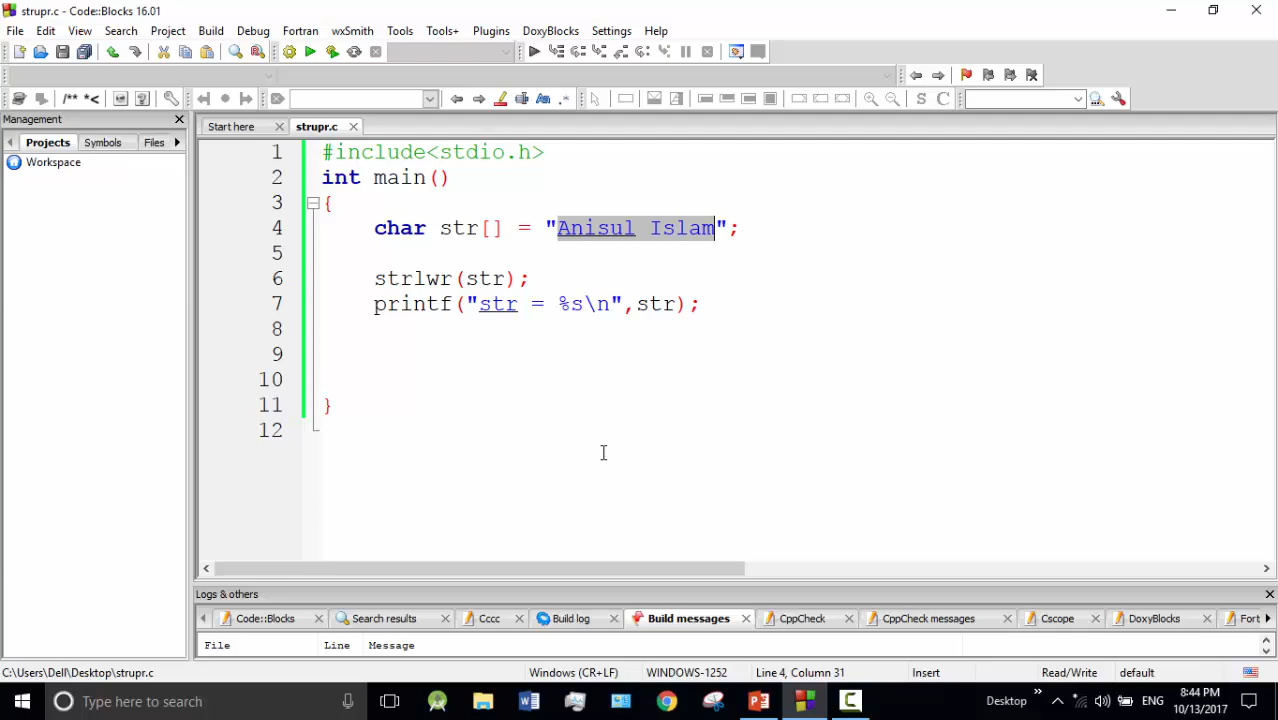 strupr.c - Code::Blocks 16.01
File Edit View Search Project Build Debug Fortran wxSmith Tools Tools+ Plugins DoxyBlocks Settings Help
/** *<
.*
S C
Management
Start here strupr.c
Projects Symbols Files
Workspace
1 #include<stdio.h>
2 int main()
3 {
4 char str[] = "Anisul Islam";
5
6 strlwr(str);
7 printf("str = %s\n",str);
8
9
10
11 }
12
Logs & others
Code::Blocks Search results Cccc Build log Build messages CppCheck CppCheck messages Cscope DoxyBlocks Fort
File Line Message
C:\Users\Dell\Desktop\strupr.c Windows (CR+LF) WINDOWS-1252 Line 4, Column 31 Insert Read/Write default
Type here to search Desktop ENG 8:44 PM
10/13/2017